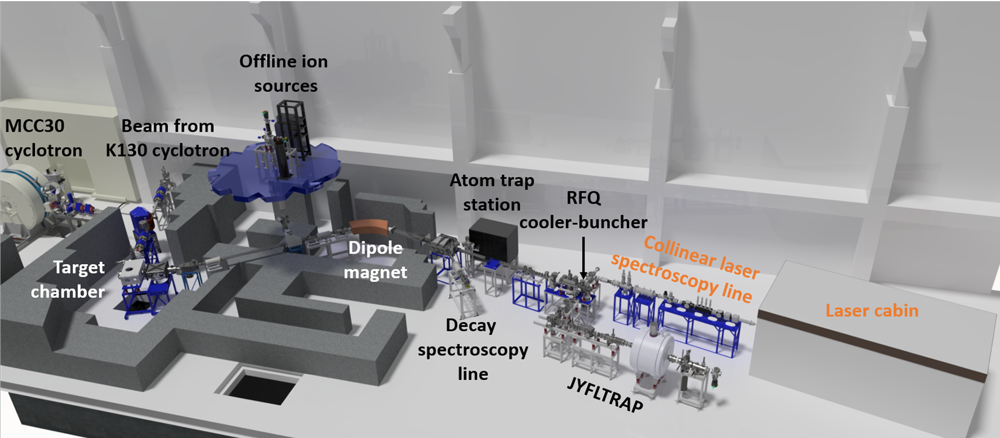 Offline ion
sources
MCC30
cyclotron
Beam from
K130 cyclotron
Atom trap
station
RFQ
cooler-buncher
Collinear laser
spectroscopy line
Dipole
magnet
Target
chamber
Laser cabin
Decay
spectroscopy
line
JYFLTRAP